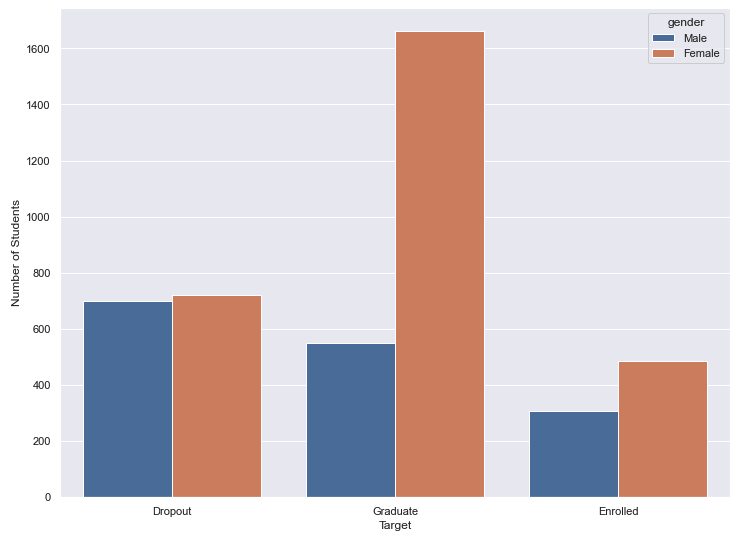 gender
Male
Female
Number of Students
1600
1400
1200
1000
800
600
400
200
0
Dropout
Graduate
Enrolled
Target